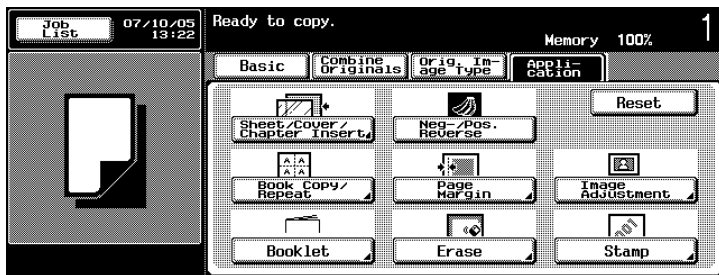 Job
List
07/10/05
13:22
Ready to copy.
Memory 100%
1
Basic
Combine
Originals
Orig. Im-
age Type
Appli-
cation
Reset
Sheet/Cover/
Chapter Insert
Neg-/Pos.
Reverse
A A
A A
Book Copy/
Repeat
Page
Margin
Image
Adjustment
Booklet
Erase
001
Stamp